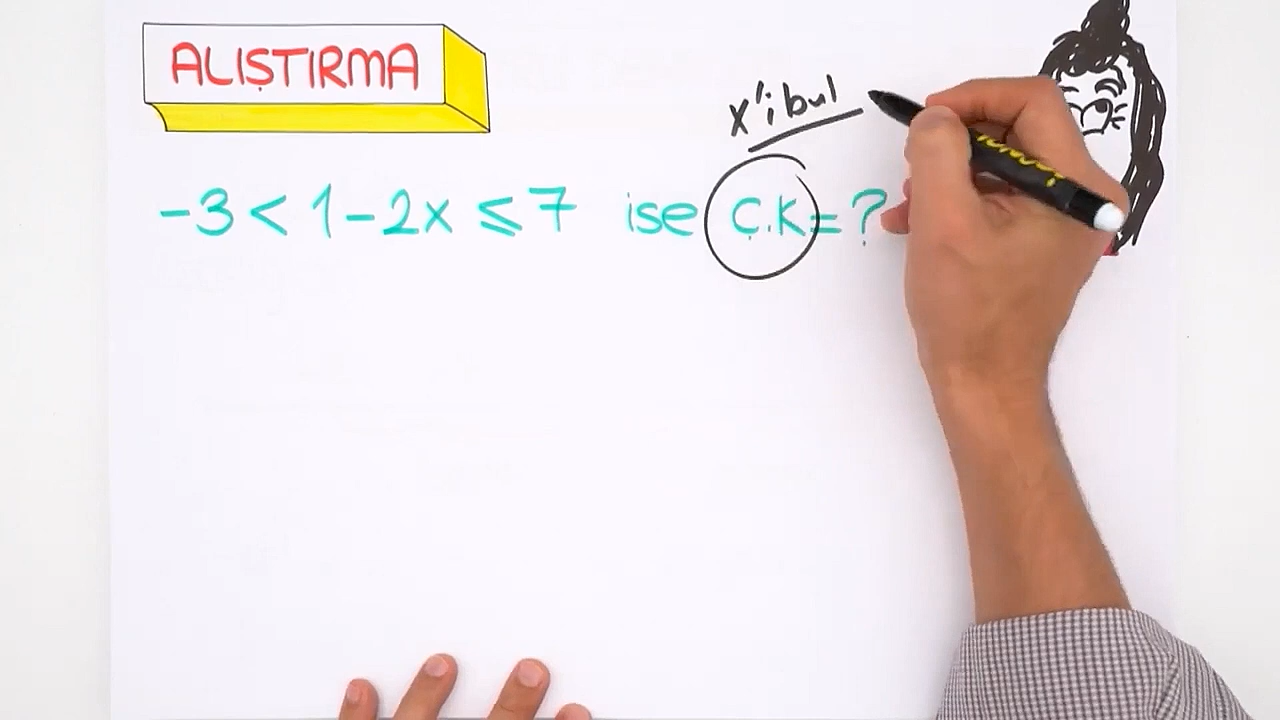 ALIŞTIRMA
x'i bul
-3 < 1-2x ≤ 7 ise Ç.K = ?